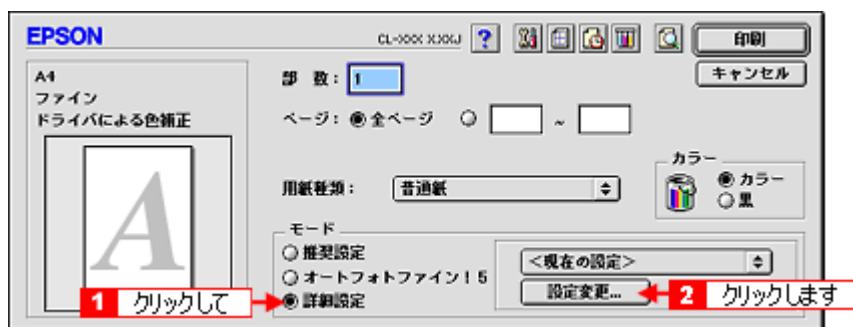 EPSON
CL-XXX X.XXJ ?
印刷
キャンセル
A4
ファイン
ドライバによる色補正
A
部 数: 1
ページ: 全ページ ~
用紙種類: 普通紙
カラー
カラー
黒
モード
推奨設定
オートフォトファイン!5
詳細設定
<現在の設定>
設定変更...
1 クリックして
2 クリックします